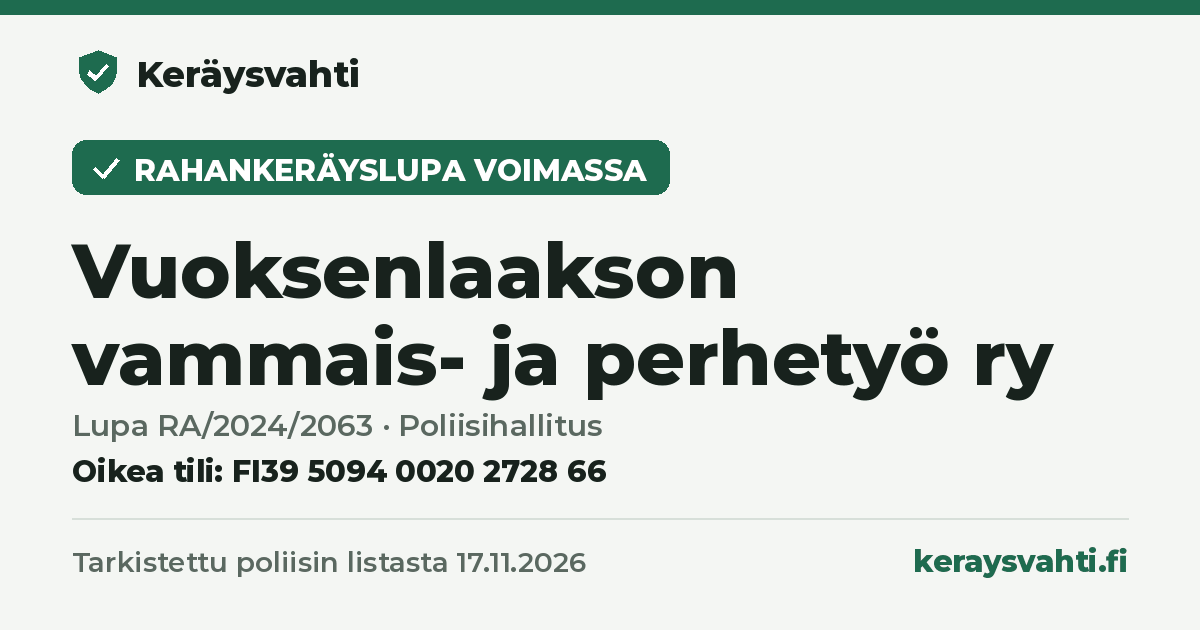 Keräysvahti
RAHANKERÄYSLUPA VOIMASSA
Vuoksenlaakson
vammais- ja perhetyö ry
Lupa RA/2024/2063 · Poliisihallitus
Oikea tili: FI39 5094 0020 2728 66
Tarkistettu poliisin listasta 17.11.2026
keraysvahti.fi